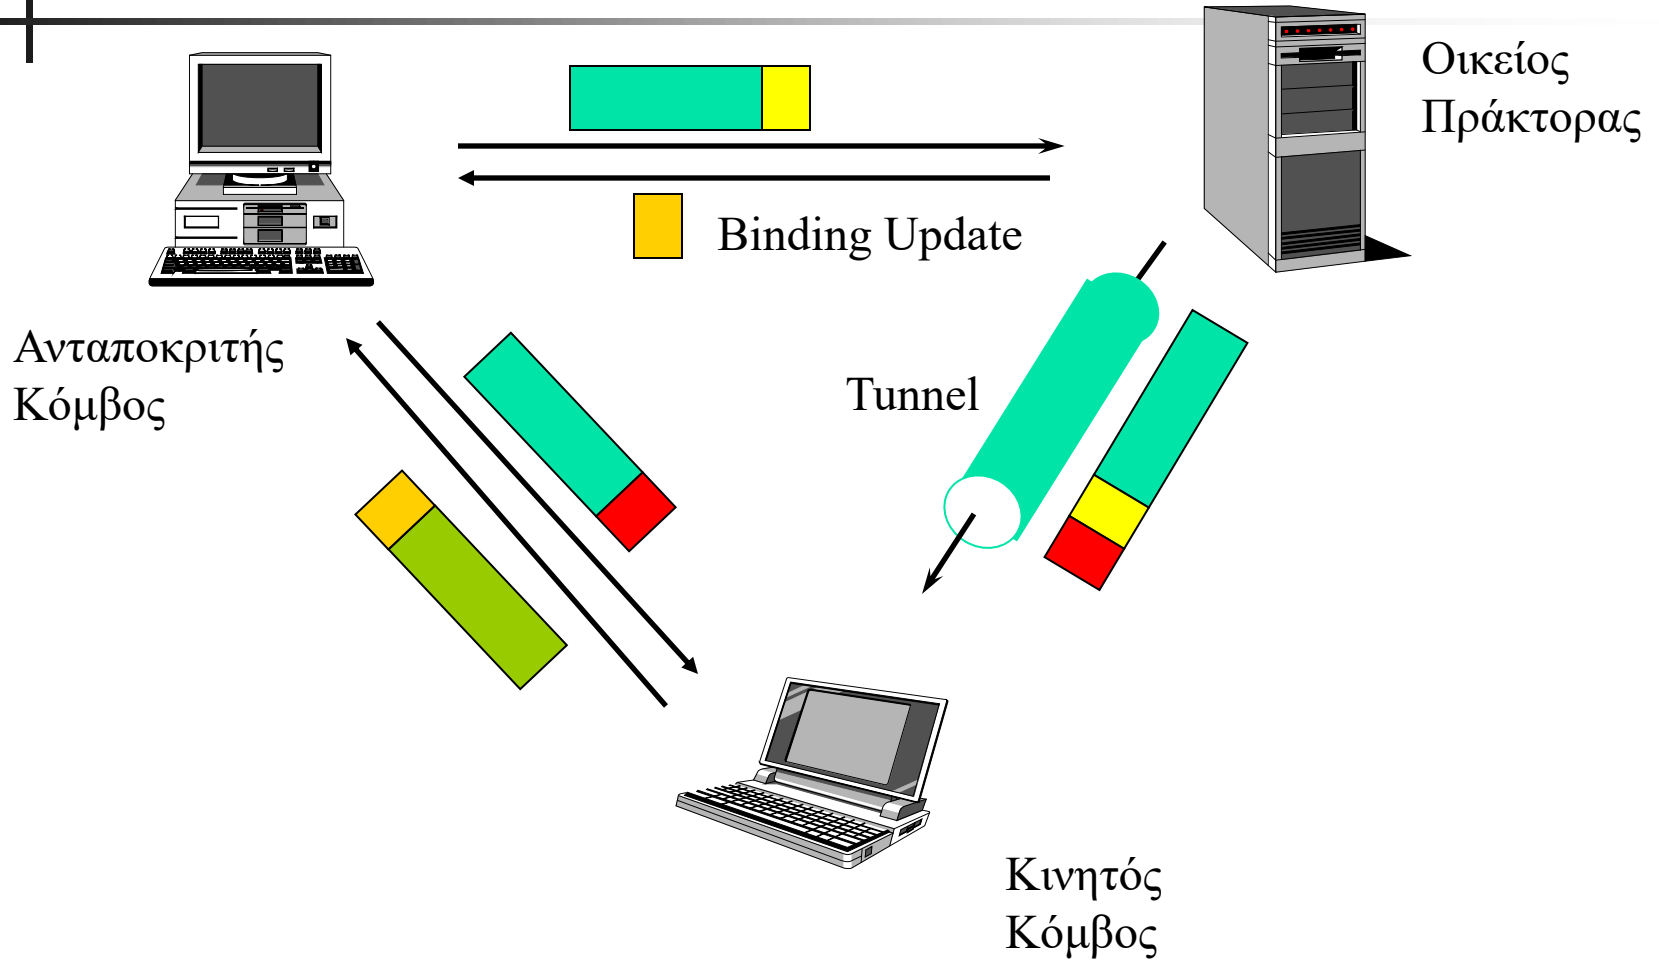 Οικείος
Πράκτορας
Binding Update
Ανταποκριτής
Κόμβος
Tunnel
Κινητός
Κόμβος